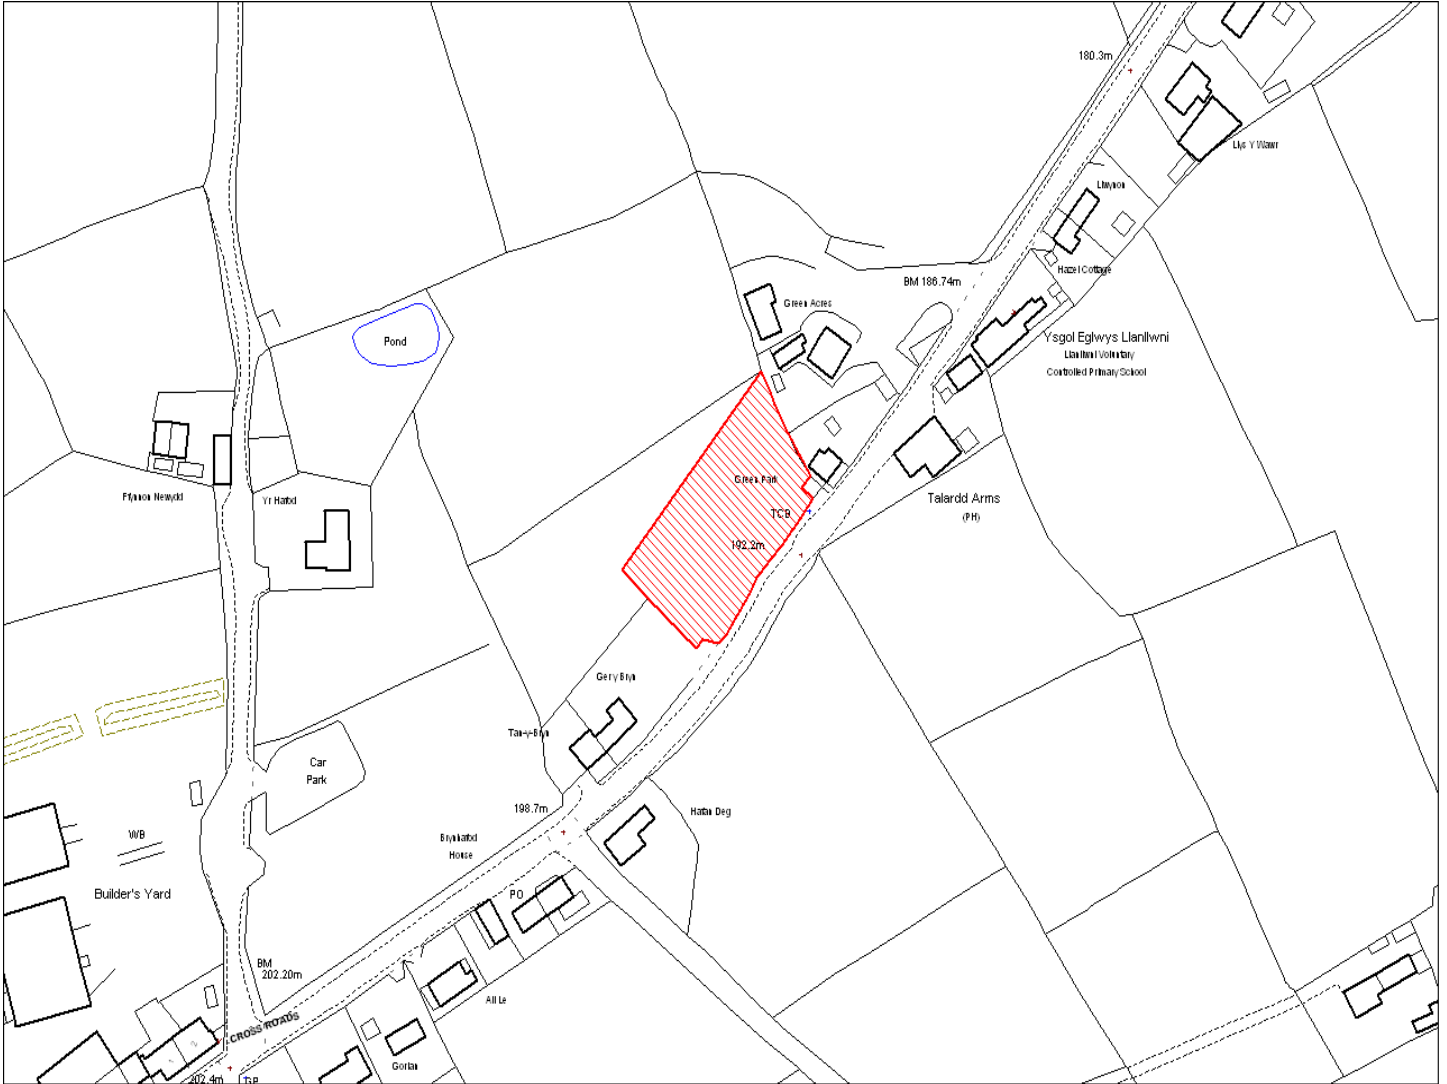 180.3m
Llys Y Wawr
Llwynon
Hazel Cottage
BM 186.74m
Green Acres
Ysgol Eglwys Llanllwni
Llanllwni Voluntary
Controlled Primary School
Pond
Green Park
TCB
192.2m
Talardd Arms
(PH)
Ffynnon Newydd
Yr Hafod
Gerry Bryn
Tan-y-Bryn
Car
Park
198.7m
Hafan Deg
Brynhafod
House
WB
Builder's Yard
PO
BM
202.20m
All Le
CROSS ROADS
Gorlan
202.4m